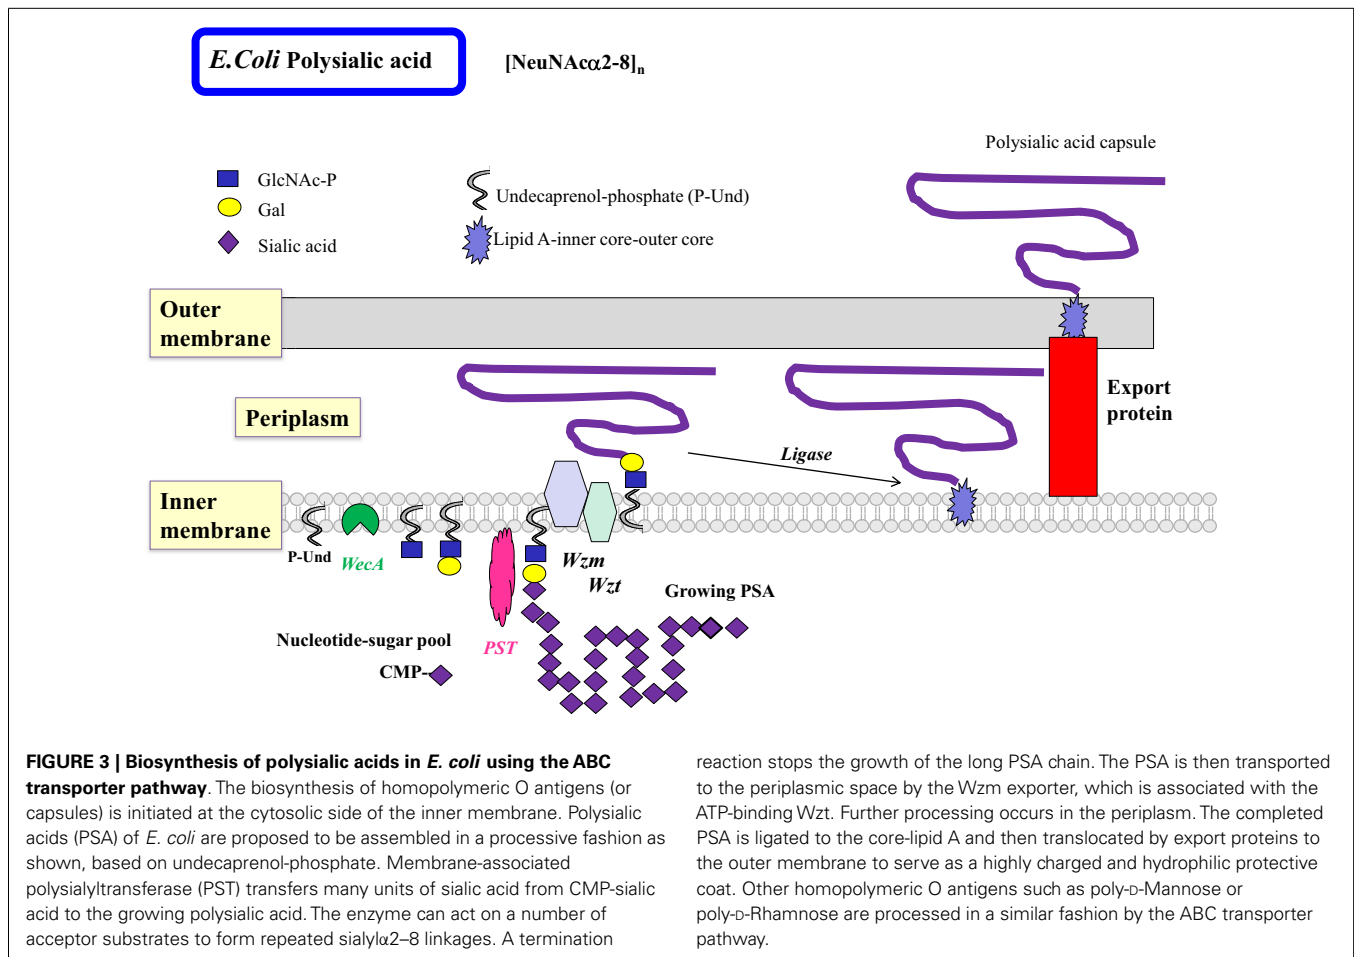 E.Coli Polysialic acid
[NeuNAcα2-8]n
Polysialic acid capsule
GlcNAc-P
Gal
Sialic acid
Undecaprenol-phosphate (P-Und)
Lipid A-inner core-outer core
Outer
membrane
Periplasm
Export
protein
Ligase
Inner
membrane
P-Und
WecA
Wzm
Wzt
Growing PSA
Nucleotide-sugar pool
PST
CMP--
FIGURE 3 | Biosynthesis of polysialic acids in E. coli using the ABC
transporter pathway. The biosynthesis of homopolymeric O antigens (or
capsules) is initiated at the cytosolic side of the inner membrane. Polysialic
acids (PSA) of E. coli are proposed to be assembled in a processive fashion as
shown, based on undecaprenol-phosphate. Membrane-associated
polysialyltransferase (PST) transfers many units of sialic acid from CMP-sialic
acid to the growing polysialic acid. The enzyme can act on a number of
acceptor substrates to form repeated sialylα2–8 linkages. A termination
reaction stops the growth of the long PSA chain. The PSA is then transported
to the periplasmic space by the Wzm exporter, which is associated with the
ATP-binding Wzt. Further processing occurs in the periplasm. The completed
PSA is ligated to the core-lipid A and then translocated by export proteins to
the outer membrane to serve as a highly charged and hydrophilic protective
coat. Other homopolymeric O antigens such as poly-D-Mannose or
poly-D-Rhamnose are processed in a similar fashion by the ABC transporter
pathway.